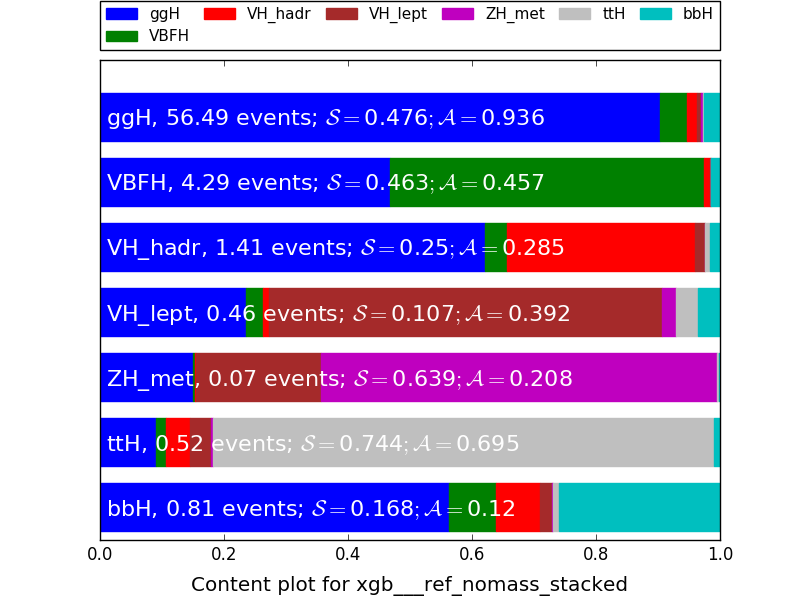 ggH VH_hadr VH_lept ZH_met ttH bbH
VBFH
ggH, 56.49 events; 𝒮 = 0.476; 𝒜 = 0.936
VBFH, 4.29 events; 𝒮 = 0.463; 𝒜 = 0.457
VH_hadr, 1.41 events; 𝒮 = 0.25; 𝒜 = 0.285
VH_lept, 0.46 events; 𝒮 = 0.107; 𝒜 = 0.392
ZH_met, 0.07 events; 𝒮 = 0.639; 𝒜 = 0.208
ttH, 0.52 events; 𝒮 = 0.744; 𝒜 = 0.695
bbH, 0.81 events; 𝒮 = 0.168; 𝒜 = 0.12
0.0 0.2 0.4 0.6 0.8 1.0
Content plot for xgb___ref_nomass_stacked